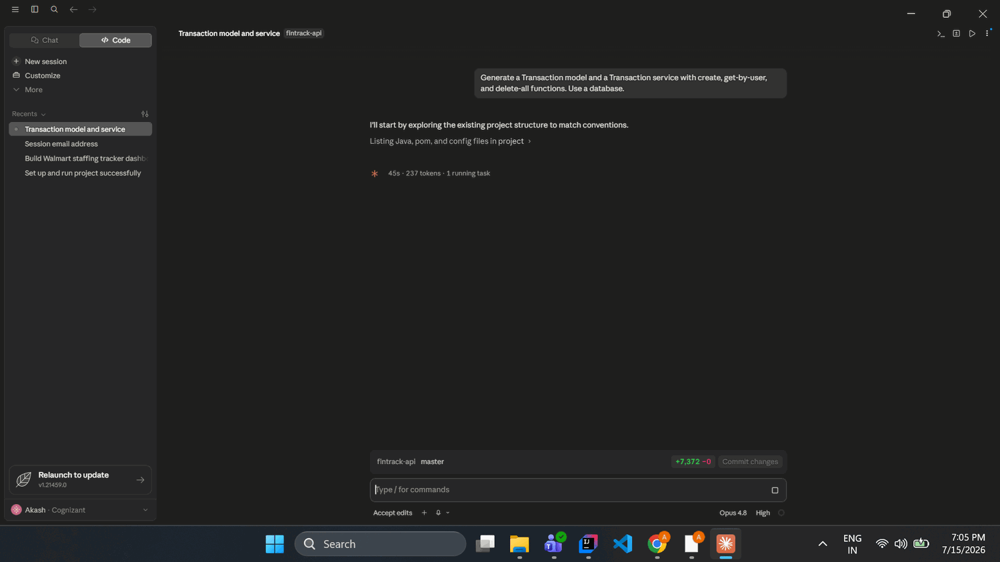 Chat
Code
New session
Customize
More
Recents
Transaction model and service
Session email address
Build Walmart staffing tracker dashbo
Set up and run project successfully
Relaunch to update
v1.21459.0
Akash · Cognizant
Transaction model and service fintrack-api
Generate a Transaction model and a Transaction service with create, get-by-user,
and delete-all functions. Use a database.
I'll start by exploring the existing project structure to match conventions.
Listing Java, pom, and config files in project
45s · 237 tokens · 1 running task
fintrack-api master
+7,372 −0
Commit changes
Type / for commands
Accept edits
Opus 4.8 High
Search
ENG
IN
7:05 PM
7/15/2026